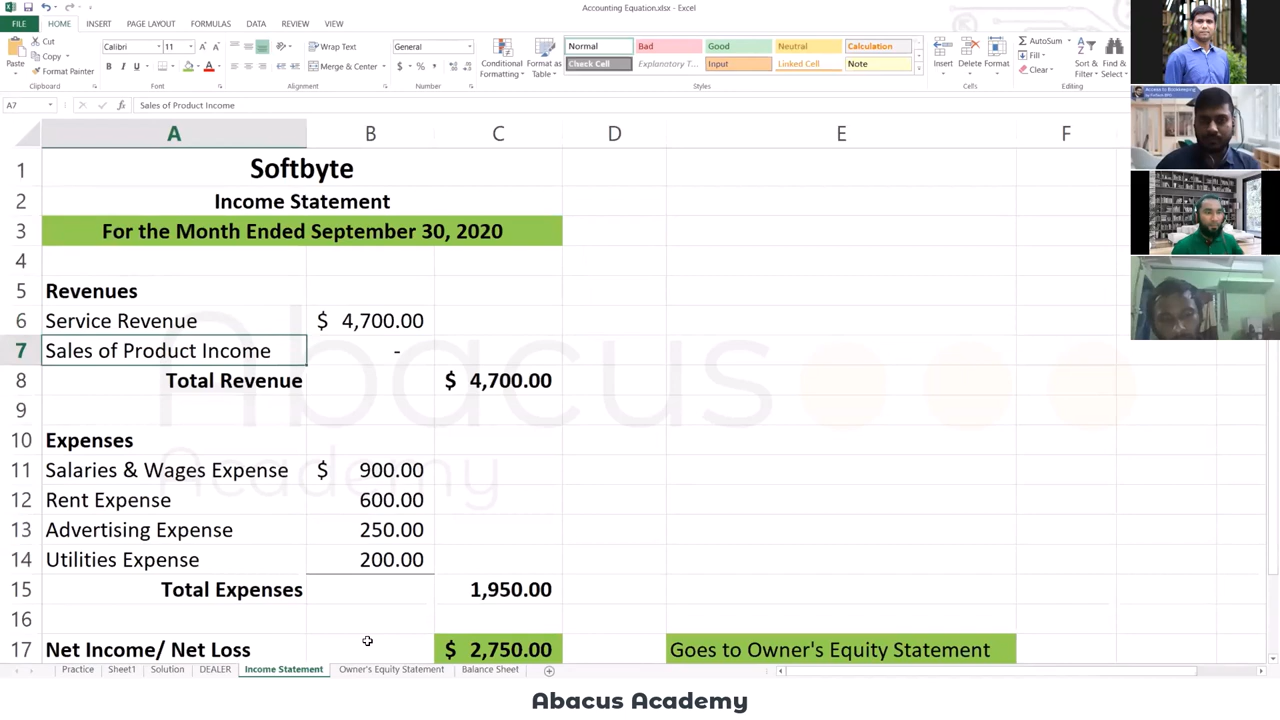 Accounting Equation.xlsx - Excel
FILE HOME INSERT PAGE LAYOUT FORMULAS DATA REVIEW VIEW
Paste
Cut
Copy
Format Painter
Clipboard
Calibri 11
B I U
Font
Wrap Text
Merge & Center
Alignment
General
$ % ,
Number
Conditional Formatting
Format as Table
Normal Bad Good Neutral Calculation
Check Cell Explanatory T... Input Linked Cell Note
Styles
Insert Delete Format
Cells
AutoSum
Fill
Clear
Sort & Filter
Find & Select
Editing
A7 fx Sales of Product Income
A B C D E F
1 Softbyte
2 Income Statement
3 For the Month Ended September 30, 2020
4
5 Revenues
6 Service Revenue $ 4,700.00
7 Sales of Product Income -
8 Total Revenue $ 4,700.00
9
10 Expenses
11 Salaries & Wages Expense $ 900.00
12 Rent Expense 600.00
13 Advertising Expense 250.00
14 Utilities Expense 200.00
15 Total Expenses 1,950.00
16
17 Net Income/ Net Loss $ 2,750.00 Goes to Owner's Equity Statement
Abacus
Academy
Practice Sheet1 Solution DEALER Income Statement Owner's Equity Statement Balance Sheet
Abacus Academy
Access to Bookkeeping